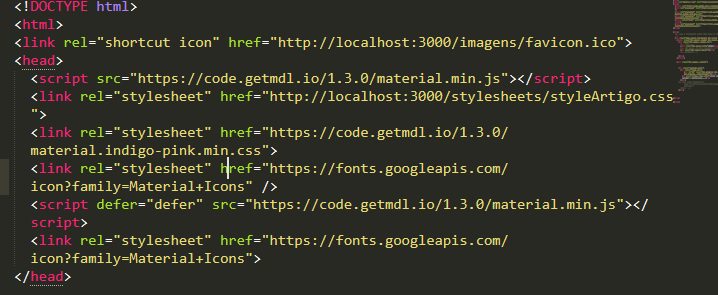 <!DOCTYPE html>
<html>
<link rel="shortcut icon" href="http://localhost:3000/imagens/favicon.ico">
<head>
<script src="https://code.getmdl.io/1.3.0/material.min.js"></script>
<link rel="stylesheet" href="http://localhost:3000/stylesheets/styleArtigo.css
">
<link rel="stylesheet" href="https://code.getmdl.io/1.3.0/
material.indigo-pink.min.css">
<link rel="stylesheet" href="https://fonts.googleapis.com/
icon?family=Material+Icons" />
<script defer="defer" src="https://code.getmdl.io/1.3.0/material.min.js"></
script>
<link rel="stylesheet" href="https://fonts.googleapis.com/
icon?family=Material+Icons">
</head>